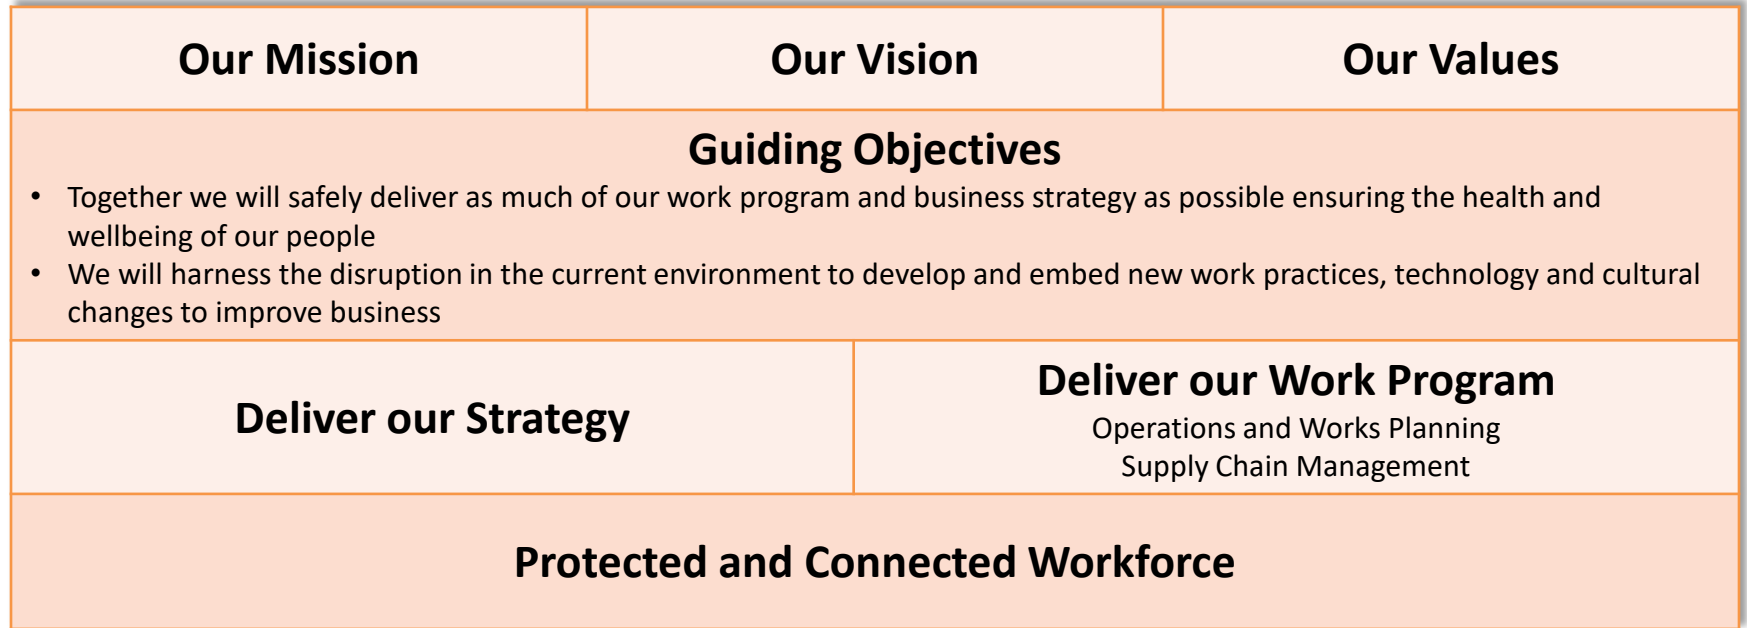 Our Mission
Our Vision
Our Values
Guiding Objectives
• Together we will safely deliver as much of our work program and business strategy as possible ensuring the health and
wellbeing of our people
• We will harness the disruption in the current environment to develop and embed new work practices, technology and cultural
changes to improve business
Deliver our Strategy
Deliver our Work Program
Operations and Works Planning
Supply Chain Management
Protected and Connected Workforce